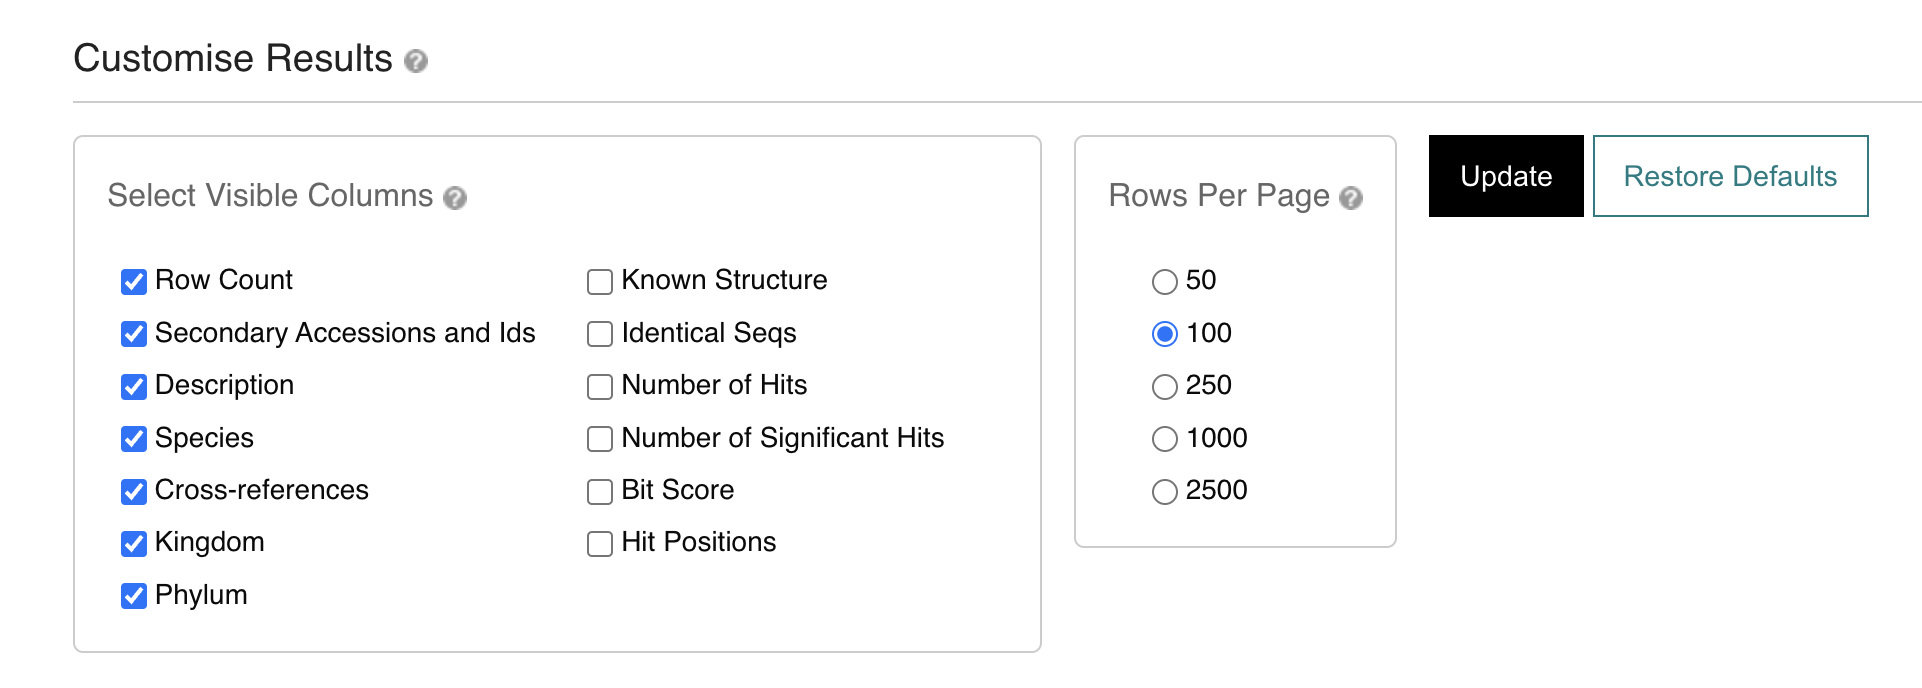 Customise Results
Select Visible Columns
Row Count
Secondary Accessions and Ids
Description
Species
Cross-references
Kingdom
Phylum
Known Structure
Identical Seqs
Number of Hits
Number of Significant Hits
Bit Score
Hit Positions
Rows Per Page
50
100
250
1000
2500
Update
Restore Defaults